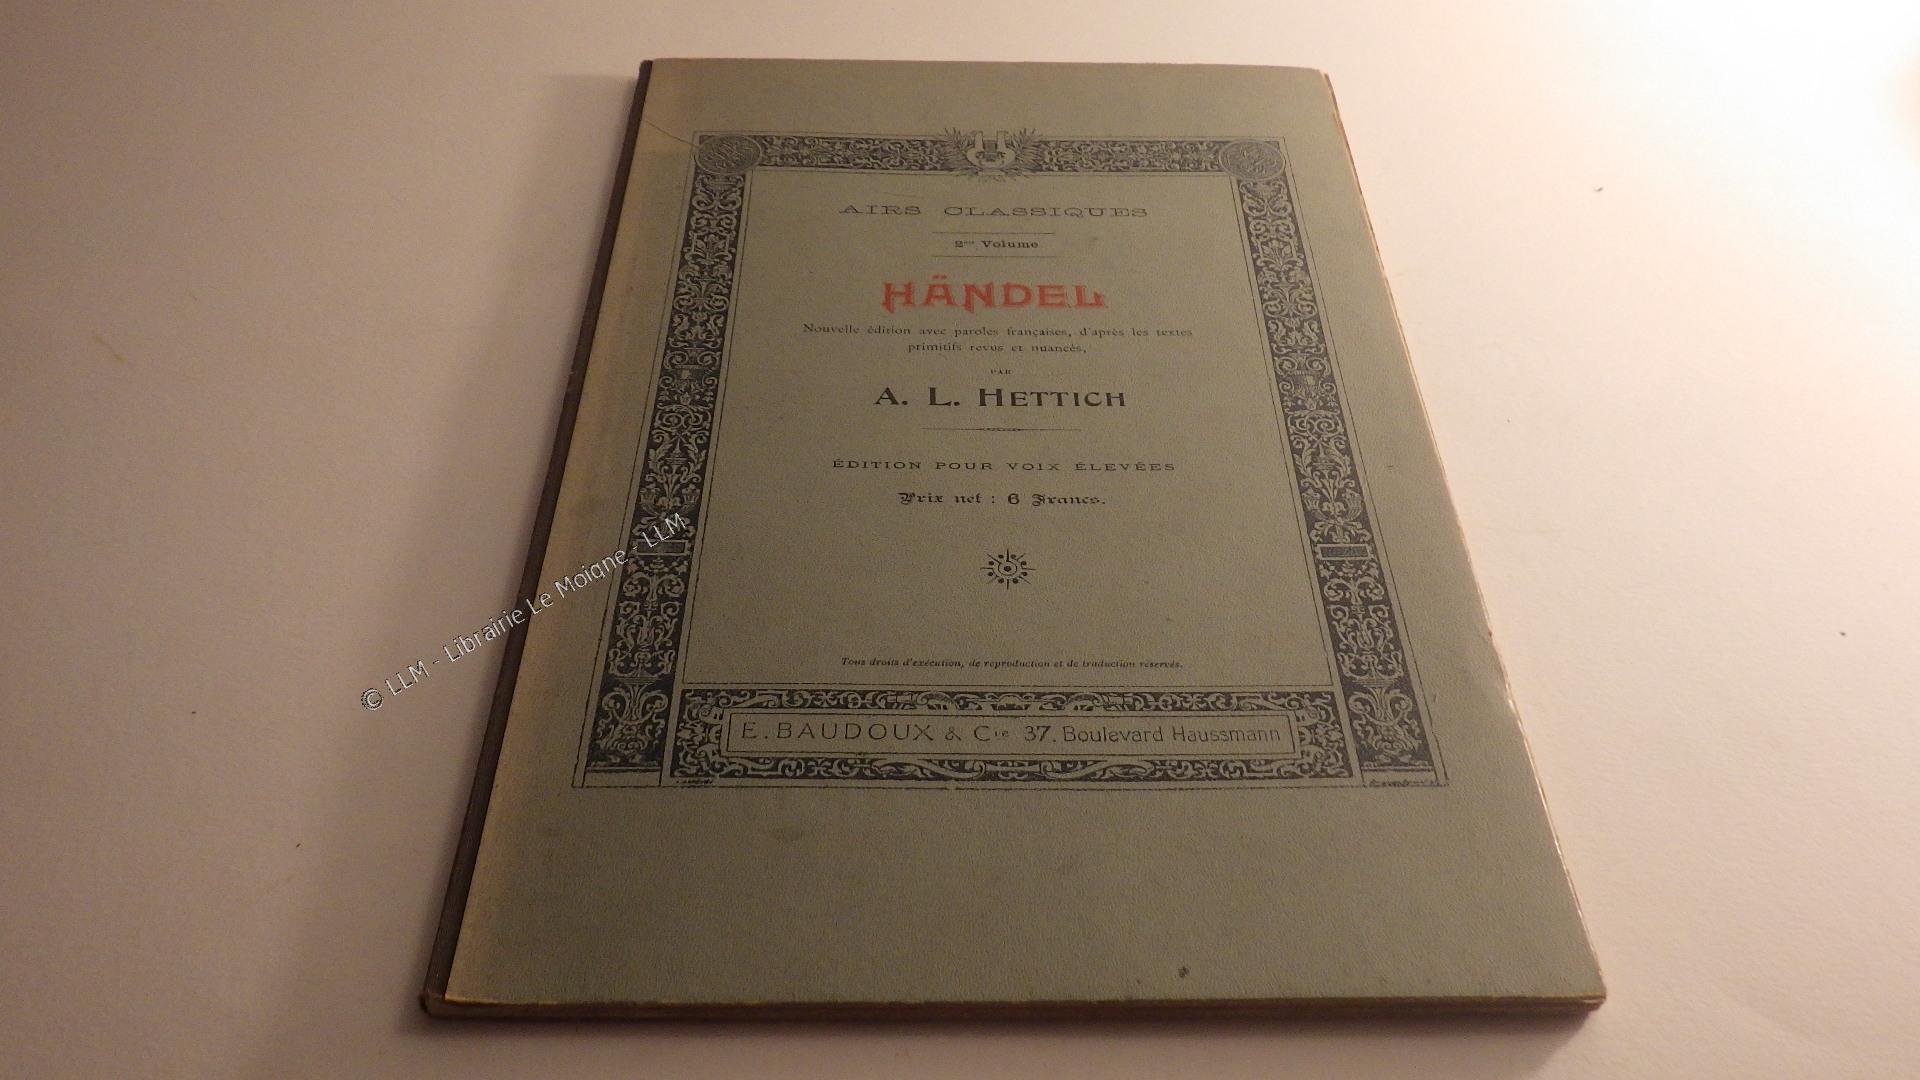 AIRS CLASSIQUES
2me Volume
HÄNDEL
Nouvelle édition avec paroles françaises, d'après les textes
primitifs revus et nuancés,
PAR
A. L. HETTICH
ÉDITION POUR VOIX ÉLEVÉES
Prix net : 6 Francs.
Tous droits d'exécution, de reproduction et de traduction réservés.
E. BAUDOUX & Cie 37. Boulevard Haussmann
© LLM - Librairie Le Moigne - LLM